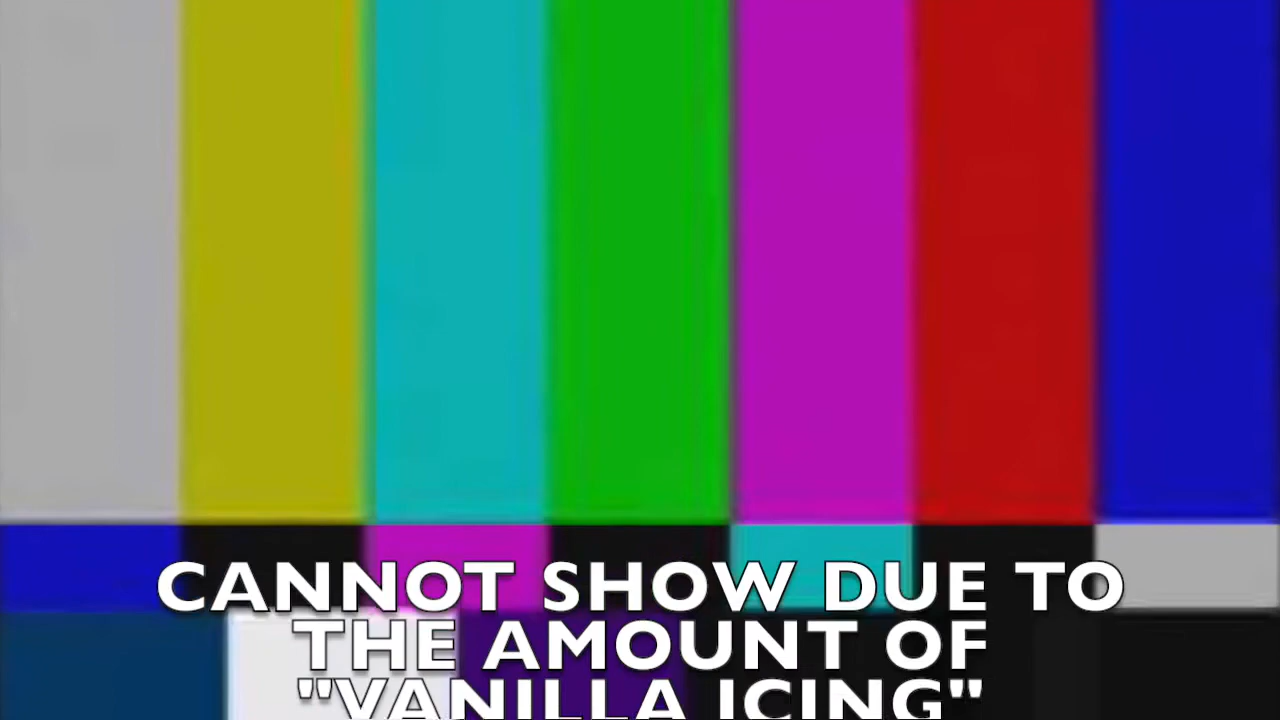 CANNOT SHOW DUE TO
THE AMOUNT OF
"VANILLA ICING"